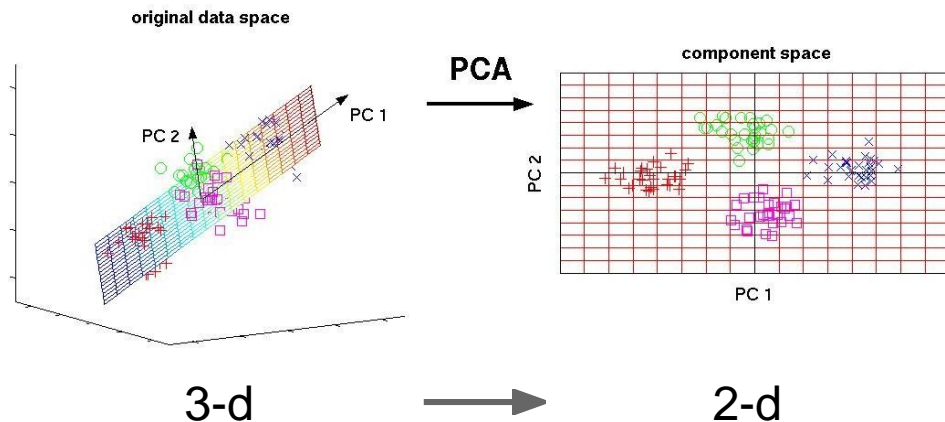 original data space
PC 2
PC 1
PCA
component space
PC 2
PC 1
3-d
2-d